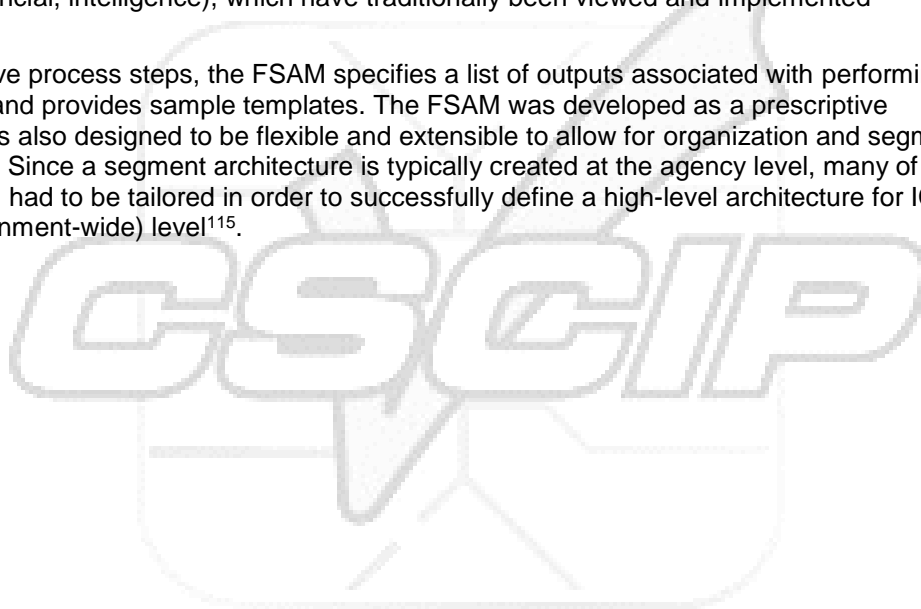 ncial, intelligence), which have traditionally been viewed and implemented
ve process steps, the FSAM specifies a list of outputs associated with performi
and provides sample templates. The FSAM was developed as a prescriptive
s also designed to be flexible and extensible to allow for organization and segm
Since a segment architecture is typically created at the agency level, many of
had to be tailored in order to successfully define a high-level architecture for I
nment-wide) level¹¹⁵.
CSCIP